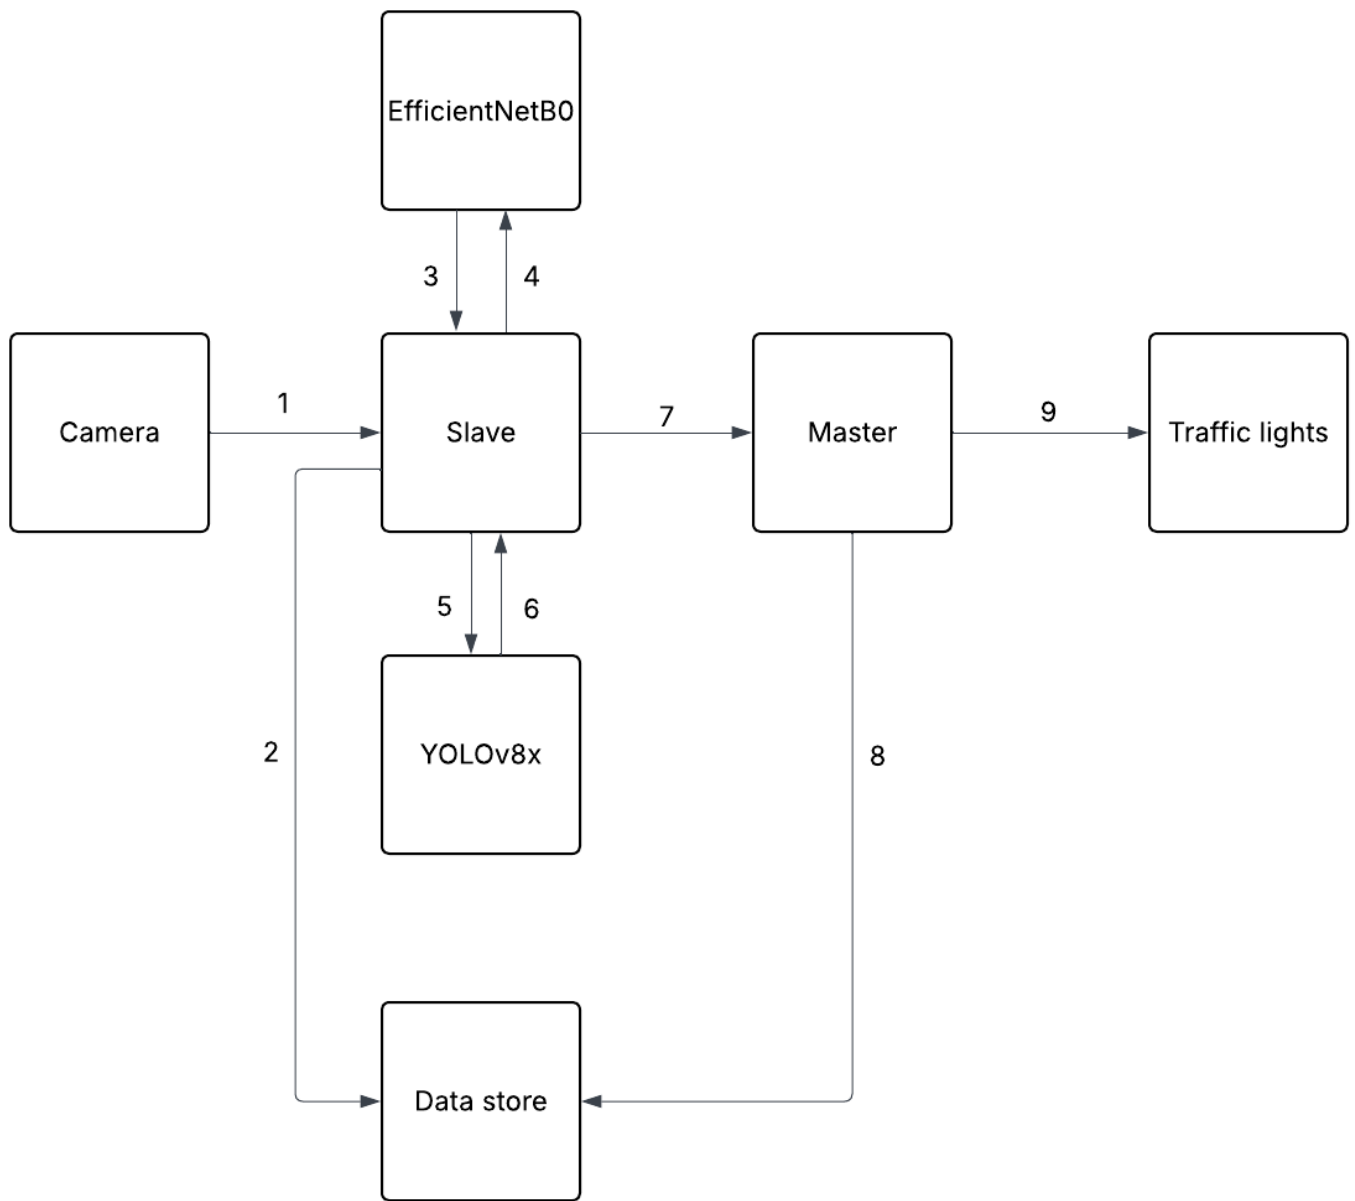 EfficientNetB0
3
4
Camera
1
Slave
7
Master
9
Traffic lights
5
6
2
YOLOv8x
8
Data store